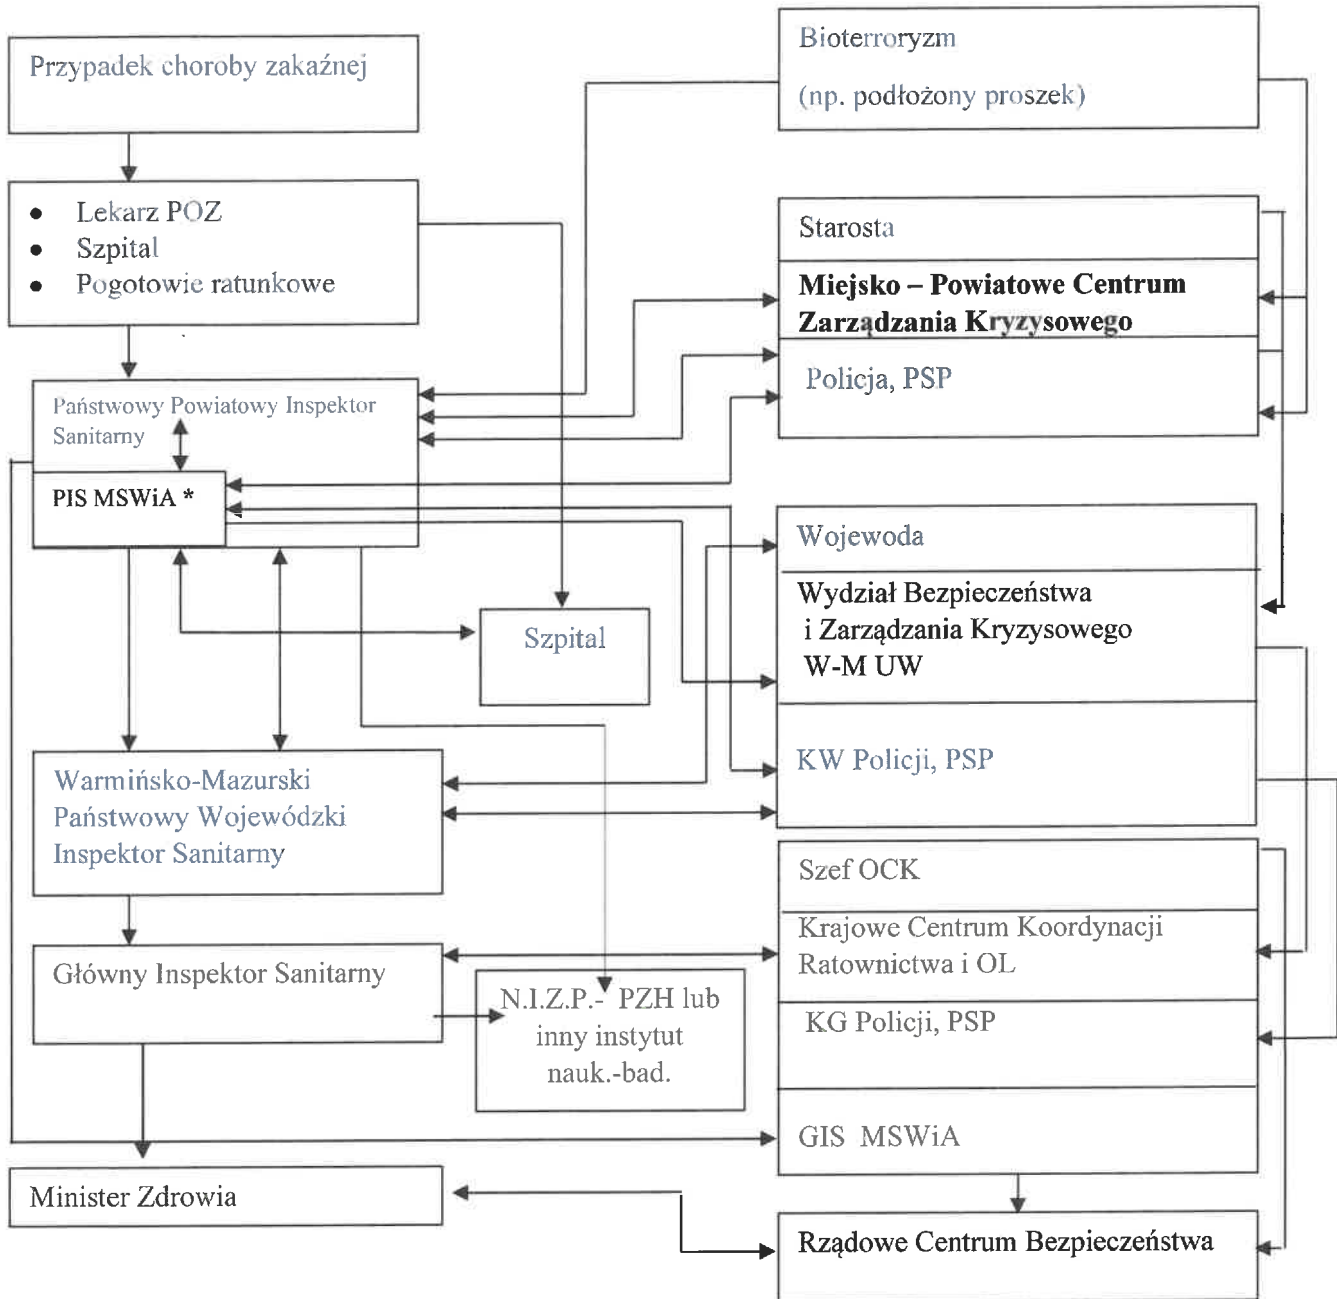 Przypadek choroby zakaźnej
Bioterroryzm
(np. podłożony proszek)
• Lekarz POZ
• Szpital
• Pogotowie ratunkowe
Starosta
Miejsko – Powiatowe Centrum
Zarządzania Kryzysowego
Policja, PSP
Państwowy Powiatowy Inspektor
Sanitarny
PIS MSWiA *
Wojewoda
Wydział Bezpieczeństwa
i Zarządzania Kryzysowego
W-M UW
KW Policji, PSP
Szpital
Warmińsko-Mazurski
Państwowy Wojewódzki
Inspektor Sanitarny
Szef OCK
Krajowe Centrum Koordynacji
Ratownictwa i OL
KG Policji, PSP
GIS MSWiA
Główny Inspektor Sanitarny
N.I.Z.P.- PZH lub
inny instytut
nauk.-bad.
Minister Zdrowia
Rządowe Centrum Bezpieczeństwa